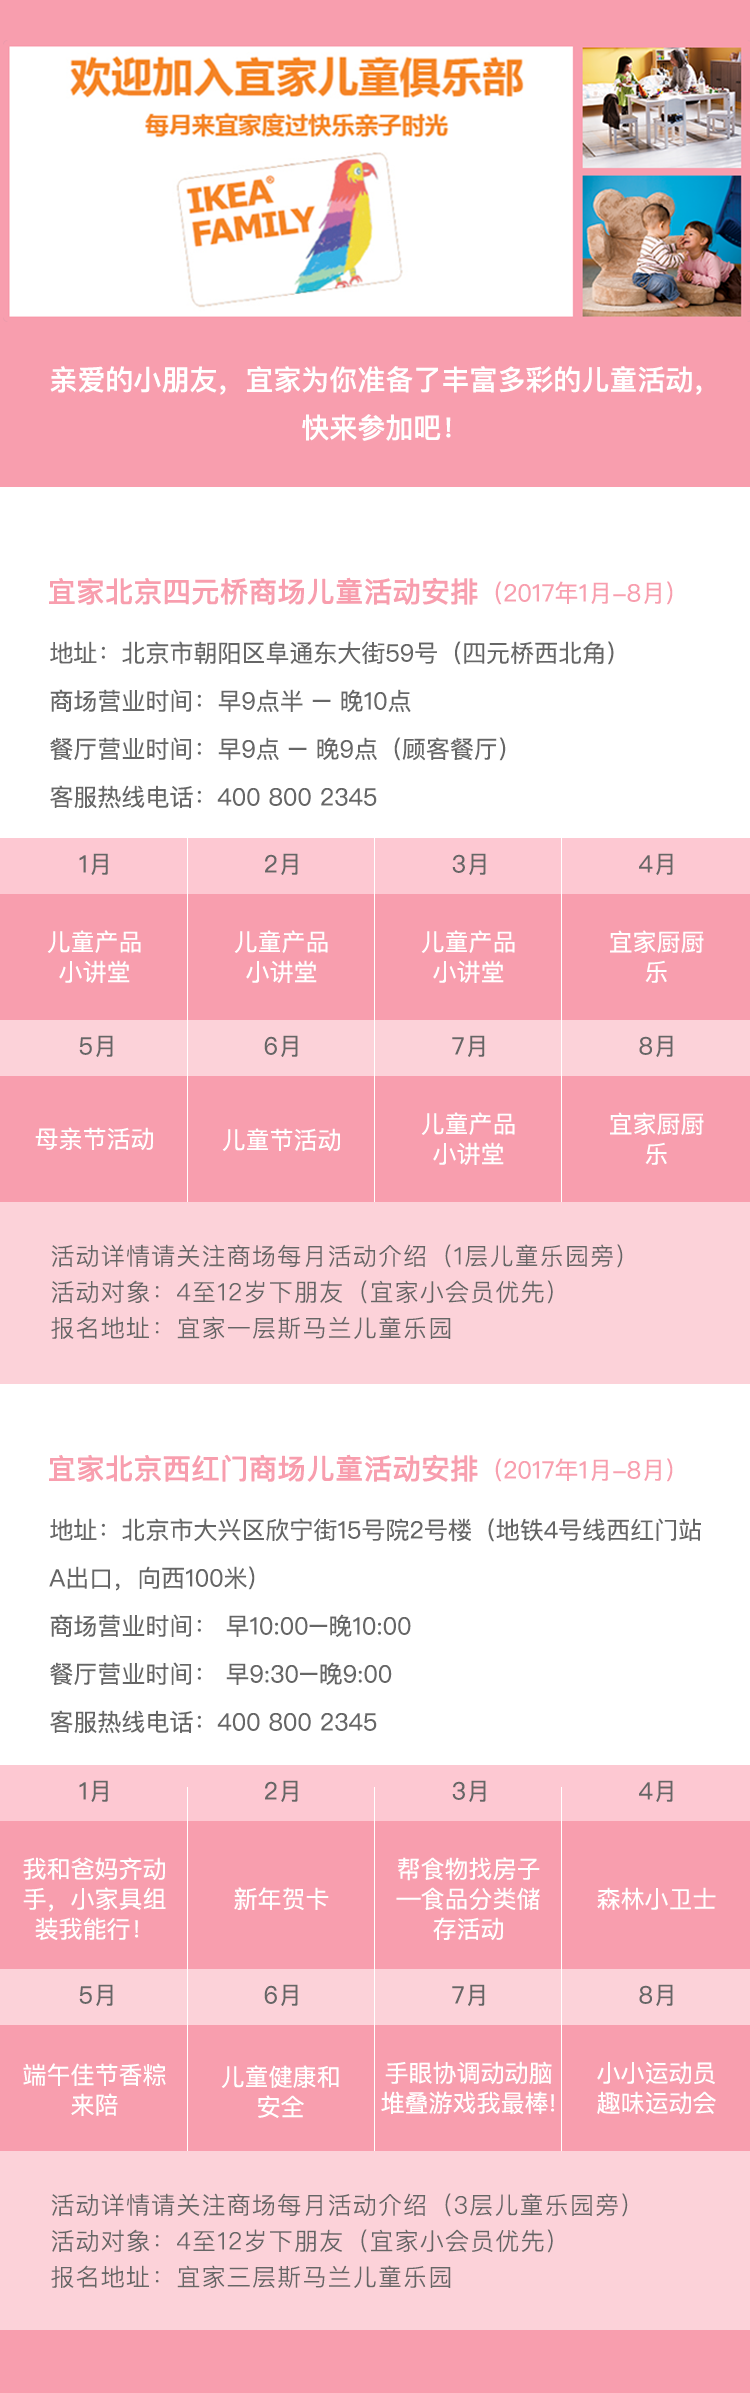 欢迎加入宜家儿童俱乐部
每月来宜家度过快乐亲子时光
IKEA®
FAMILY
亲爱的小朋友，宜家为你准备了丰富多彩的儿童活动，
快来参加吧！
宜家北京四元桥商场儿童活动安排（2017年1月-8月）
地址：北京市朝阳区阜通东大街59号（四元桥西北角）
商场营业时间：早9点半 — 晚10点
餐厅营业时间：早9点 — 晚9点（顾客餐厅）
客服热线电话：400 800 2345
1月 2月 3月 4月
儿童产品
小讲堂
儿童产品
小讲堂
儿童产品
小讲堂
宜家厨厨
乐
5月 6月 7月 8月
母亲节活动
儿童节活动
儿童产品
小讲堂
宜家厨厨
乐
活动详情请关注商场每月活动介绍（1层儿童乐园旁）
活动对象：4至12岁下朋友（宜家小会员优先）
报名地址：宜家一层斯马兰儿童乐园
宜家北京西红门商场儿童活动安排（2017年1月-8月）
地址：北京市大兴区欣宁街15号院2号楼（地铁4号线西红门站
A出口，向西100米）
商场营业时间： 早10:00—晚10:00
餐厅营业时间： 早9:30—晚9:00
客服热线电话：400 800 2345
1月 2月 3月 4月
我和爸妈齐动
手，小家具组
装我能行！
新年贺卡
帮食物找房子
—食品分类储
存活动
森林小卫士
5月 6月 7月 8月
端午佳节香粽
来陪
儿童健康和
安全
手眼协调动动脑
堆叠游戏我最棒！
小小运动员
趣味运动会
活动详情请关注商场每月活动介绍（3层儿童乐园旁）
活动对象：4至12岁下朋友（宜家小会员优先）
报名地址：宜家三层斯马兰儿童乐园